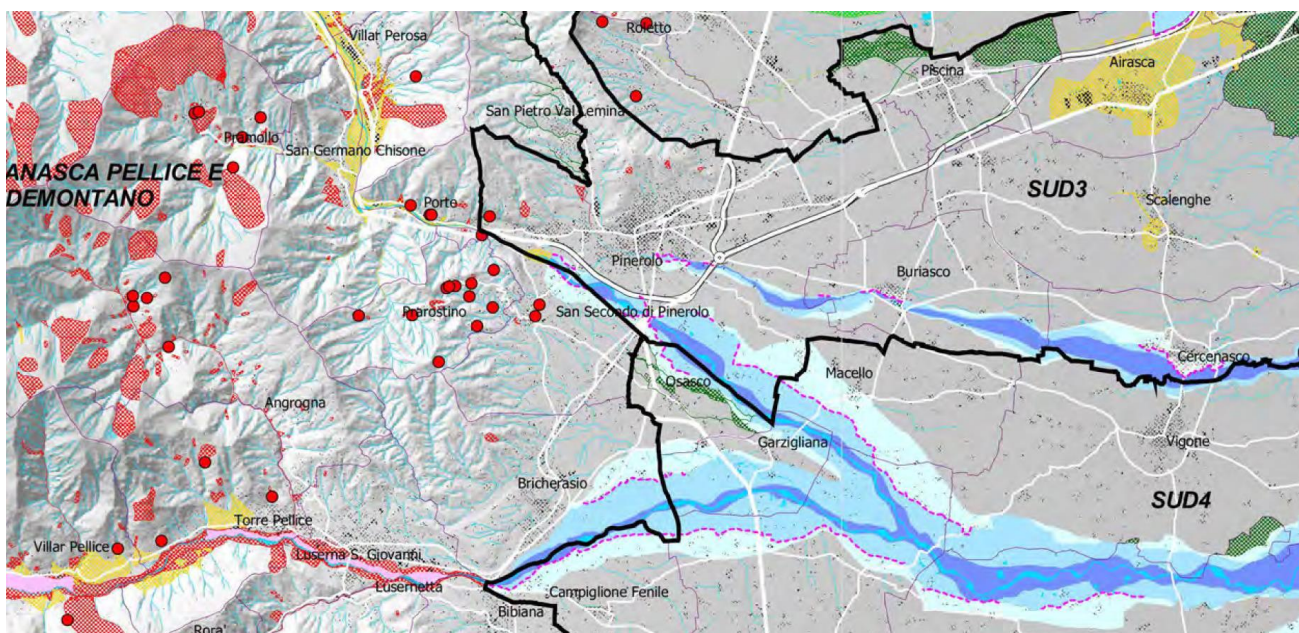 Roletto
Villar Perosa
Airasca
Piscina
San Pietro Val Lemina
Pramollo
San Germano Chisone
ANASCA PELLICE E
DEMONTANO
SUD3
Scalenghe
Porte
Pinerolo
Buriasco
Prarostino
San Secondo di Pinerolo
Cercenasco
Osasco
Macello
Angrogna
Garzigliana
Vigone
Bricherasio
SUD4
Torre Pellice
Villar Pellice
Luserna S. Giovanni
Lusernetta
Campiglione Fenile
Bibiana
Rora'